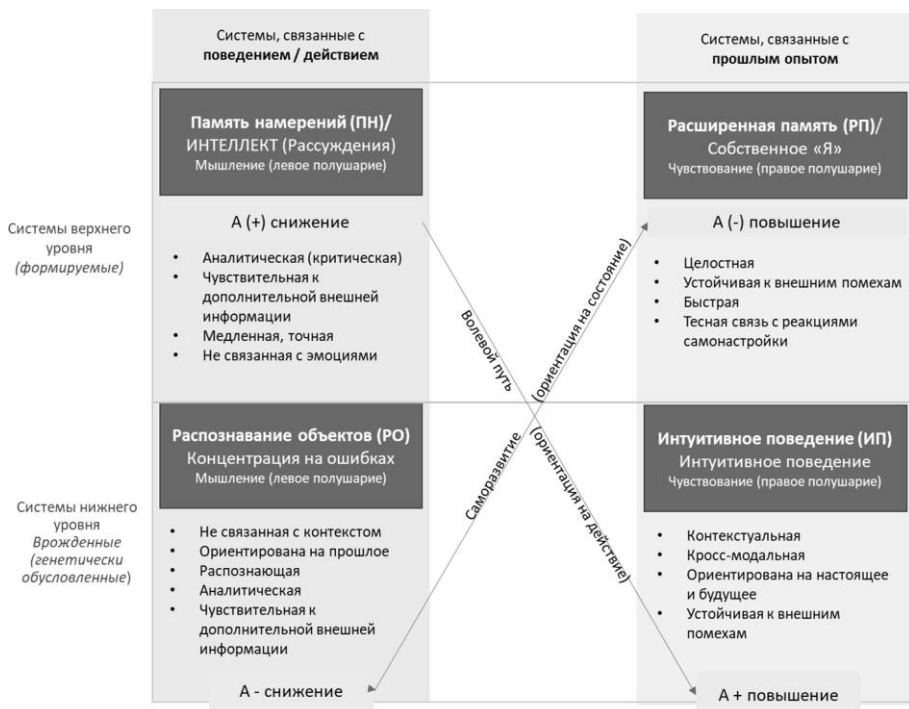 Системы, связанные с
поведением / действием
Системы, связанные с
прошлым опытом
Системы верхнего
уровня
(формируемые)
Память намерений (ПН)/
ИНТЕЛЛЕКТ (Рассуждения)
Мышление (левое полушарие)
А (+) снижение
• Аналитическая (критическая)
• Чувствительная к
дополнительной внешней
информации
• Медленная, точная
• Не связанная с эмоциями
Расширенная память (РП)/
Собственное «Я»
Чувствование (правое полушарие)
А (-) повышение
• Целостная
• Устойчивая к внешним помехам
• Быстрая
• Тесная связь с реакциями
самонастройки
Волевой путь
(ориентация на состояние)
Саморазвитие
(ориентация на действие)
Системы нижнего
уровня
Врожденные
(генетически
обусловленные)
Распознавание объектов (РО)
Концентрация на ошибках
Мышление (левое полушарие)
• Не связанная с контекстом
• Ориентирована на прошлое
• Распознающая
• Аналитическая
• Чувствительная к
дополнительной внешней
информации
А - снижение
Интуитивное поведение (ИП)
Интуитивное поведение
Чувствование (правое полушарие)
• Контекстуальная
• Кросс-модальная
• Ориентирована на настоящее
и будущее
• Устойчивая к внешним
помехам
А + повышение